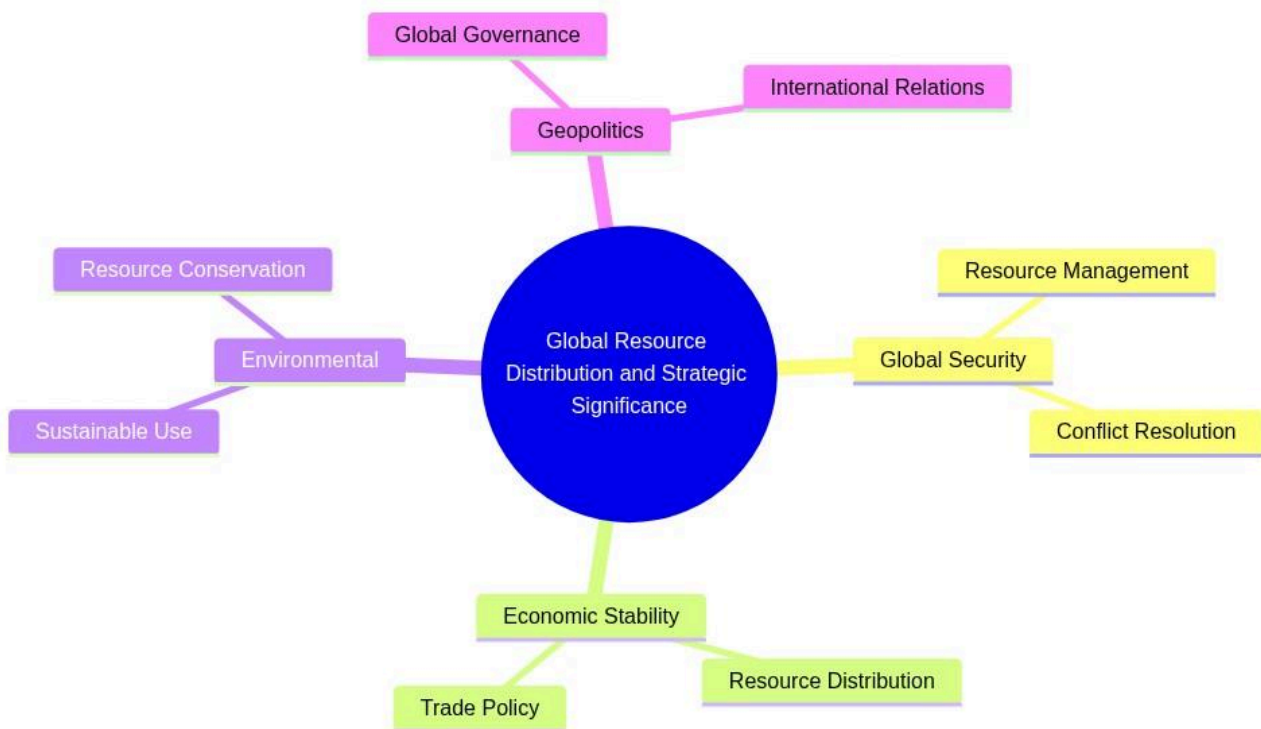 Global Governance
International Relations
Geopolitics
Resource Conservation
Resource Management
Global Resource
Distribution and Strategic
Significance
Environmental
Global Security
Sustainable Use
Conflict Resolution
Economic Stability
Resource Distribution
Trade Policy